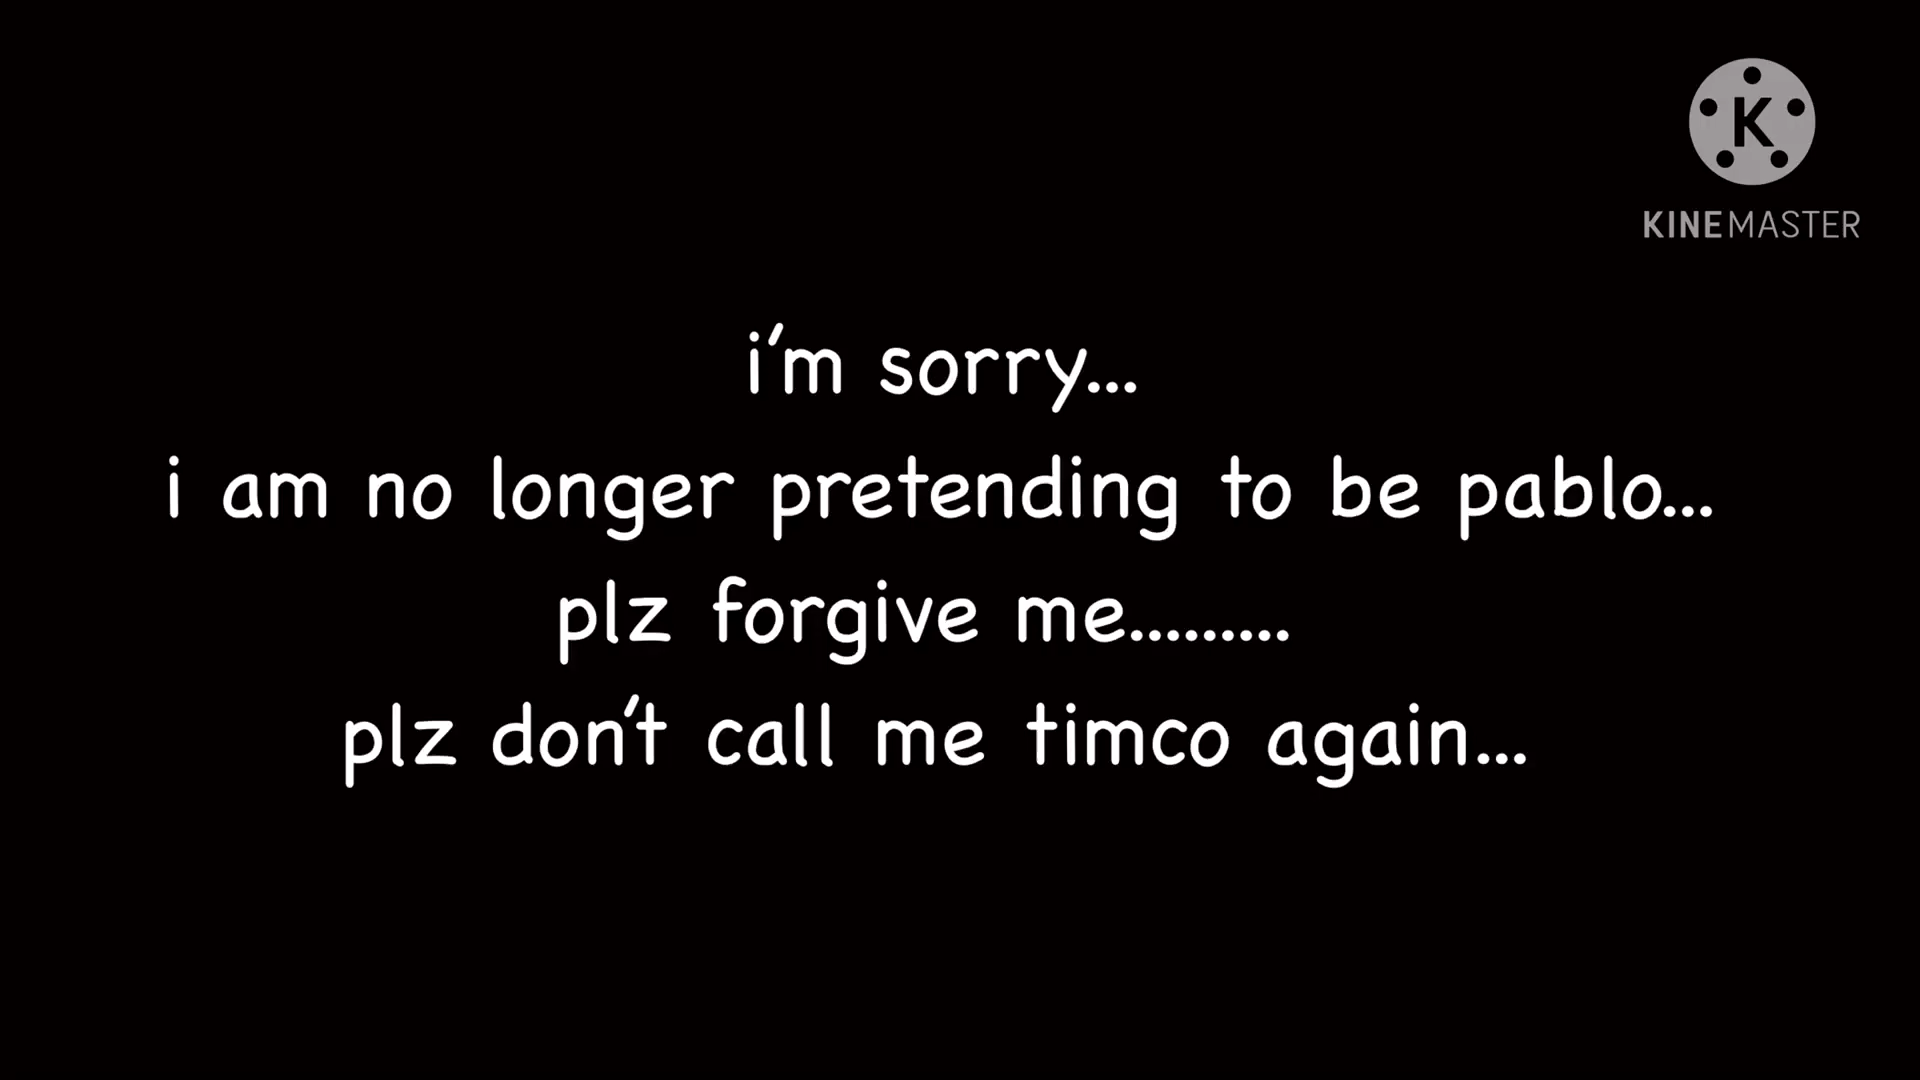 K
KINEMASTER
i'm sorry...
i am no longer pretending to be pablo...
plz forgive me.........
plz don't call me timco again...